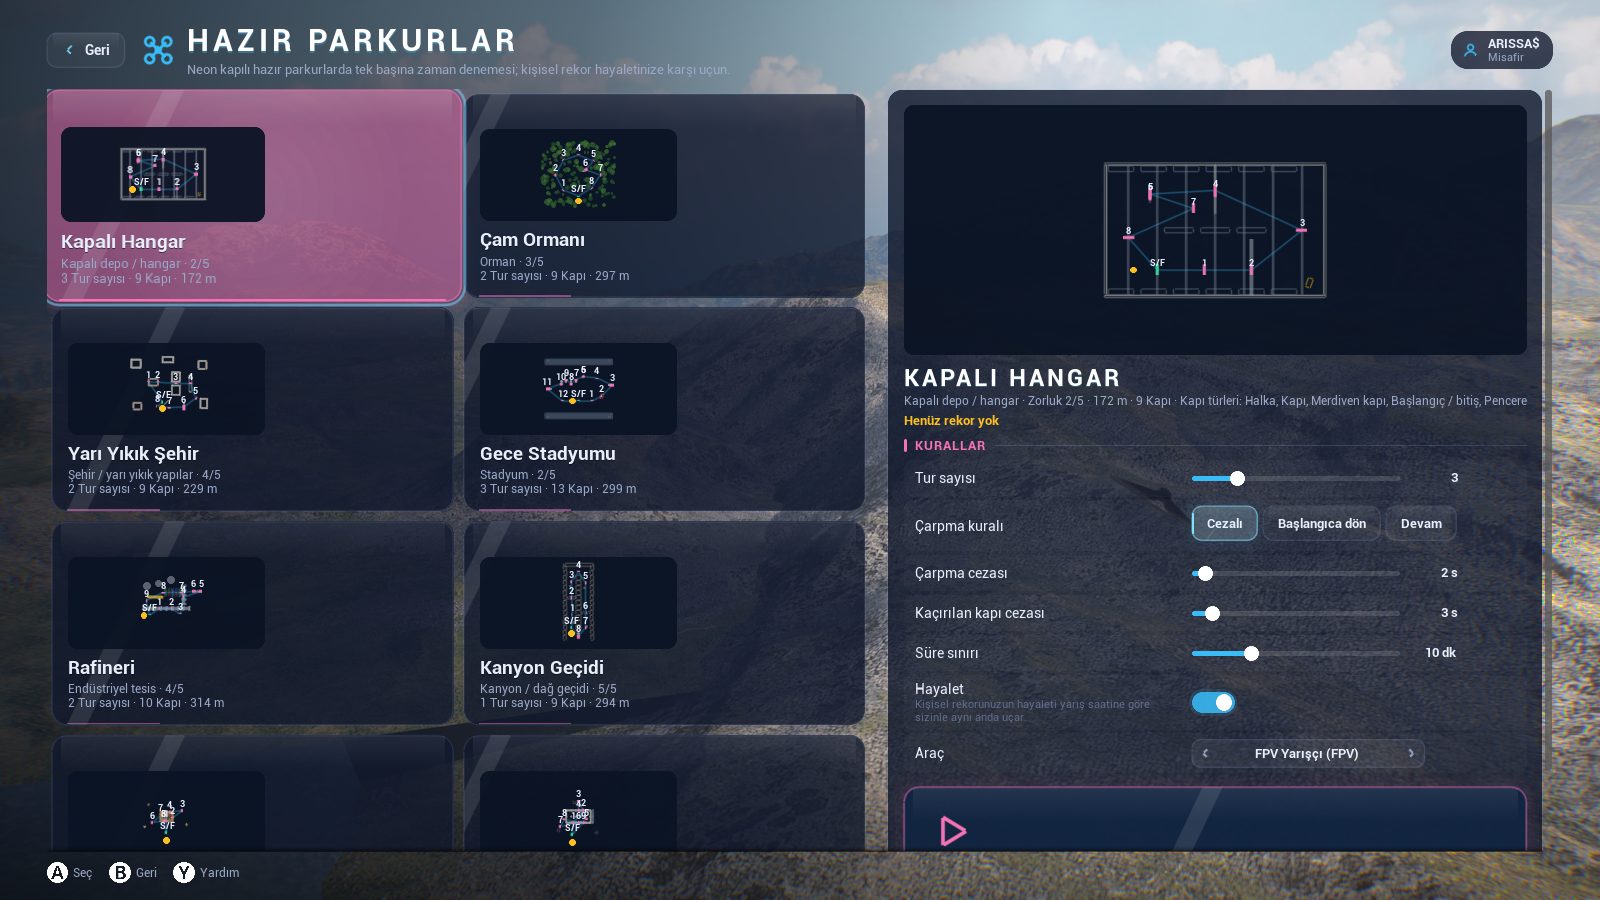 Geri
HAZIR PARKURLAR
Neon kapılı hazır parkurlarda tek başına zaman denemesi; kişisel rekor hayaletinize karşı uçun.
ARISSA$
Misafir
Kapalı Hangar
Kapalı depo / hangar · 2/5
3 Tur sayısı · 9 Kapı · 172 m
Çam Ormanı
Orman · 3/5
2 Tur sayısı · 9 Kapı · 297 m
Yarı Yıkık Şehir
Şehir / yarı yıkık yapılar · 4/5
2 Tur sayısı · 9 Kapı · 229 m
Gece Stadyumu
Stadyum · 2/5
3 Tur sayısı · 13 Kapı · 299 m
Rafineri
Endüstriyel tesis · 4/5
2 Tur sayısı · 10 Kapı · 314 m
Kanyon Geçidi
Kanyon / dağ geçidi · 5/5
1 Tur sayısı · 9 Kapı · 294 m
4
7
3
8
S/F 1 2
KAPALI HANGAR
Kapalı depo / hangar · Zorluk 2/5 · 172 m · 9 Kapı · Kapı türleri: Halka, Kapı, Merdiven kapı, Başlangıç / bitiş, Pencere
Henüz rekor yok
KURALLAR
Tur sayısı 3
Çarpma kuralı Cezalı Başlangıca dön Devam
Çarpma cezası 2 s
Kaçırılan kapı cezası 3 s
Süre sınırı 10 dk
Hayalet
Kişisel rekorunuzun hayaleti yarış saatine göre
sizinle aynı anda uçar.
Araç FPV Yarışçı (FPV)
A Seç B Geri Y Yardım